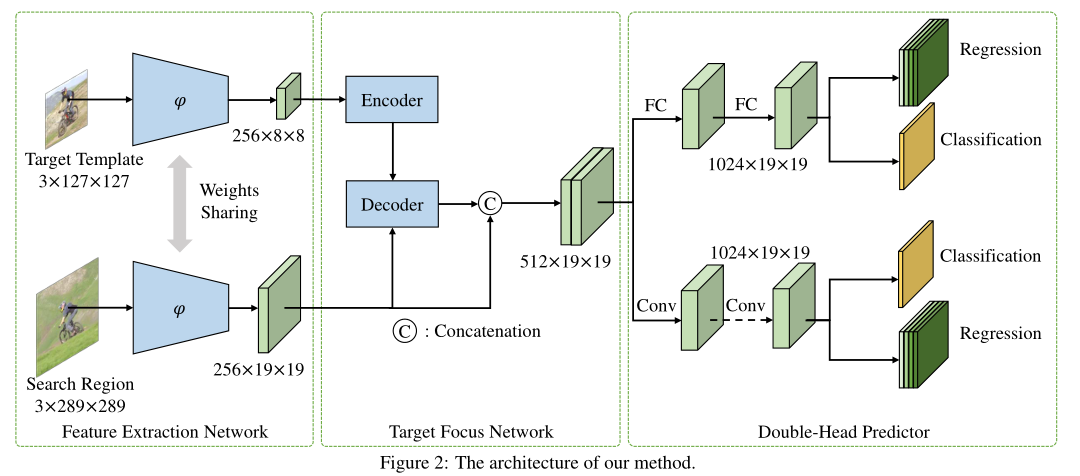 φ
256×8×8
Target Template
3×127×127
Weights
Sharing
φ
256×19×19
Search Region
3×289×289
Feature Extraction Network
Encoder
Decoder
C
512×19×19
C : Concatenation
Target Focus Network
FC
FC
1024×19×19
Regression
Classification
Conv
Conv
1024×19×19
Classification
Regression
Double-Head Predictor
Figure 2: The architecture of our method.